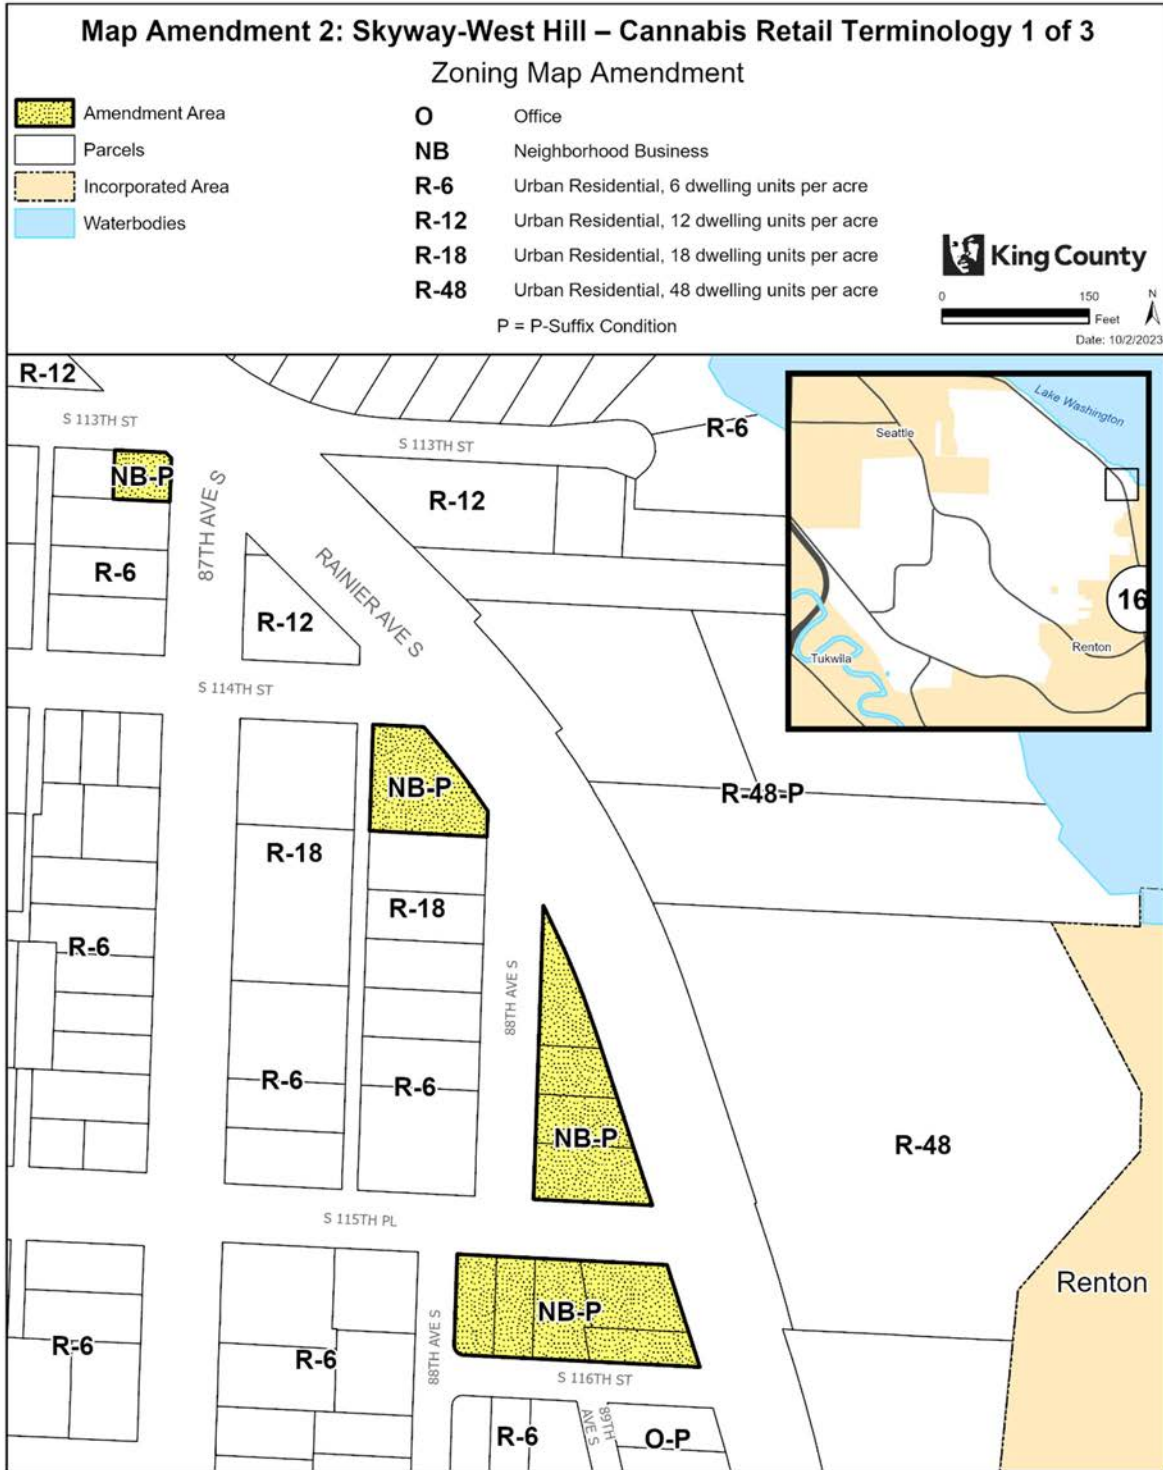 Map Amendment 2: Skyway-West Hill – Cannabis Retail Terminology 1 of 3
Zoning Map Amendment
Amendment Area
Parcels
Incorporated Area
Waterbodies
O Office
NB Neighborhood Business
R-6 Urban Residential, 6 dwelling units per acre
R-12 Urban Residential, 12 dwelling units per acre
R-18 Urban Residential, 18 dwelling units per acre
R-48 Urban Residential, 48 dwelling units per acre
P = P-Suffix Condition
King County
0 150
Feet
N
Date: 10/2/2023
R-12
S 113TH ST
S 113TH ST
R-6
NB-P
87TH AVE S
R-12
R-6
RAINIER AVE S
R-12
S 114TH ST
Lake Washington
Seattle
16
Renton
Tukwila
NB-P
R-48-P
R-18
R-18
R-6
88TH AVE S
R-6
R-6
NB-P
R-48
S 115TH PL
Renton
NB-P
88TH AVE S
R-6
R-6
S 116TH ST
R-6
89TH
AVE S
O-P